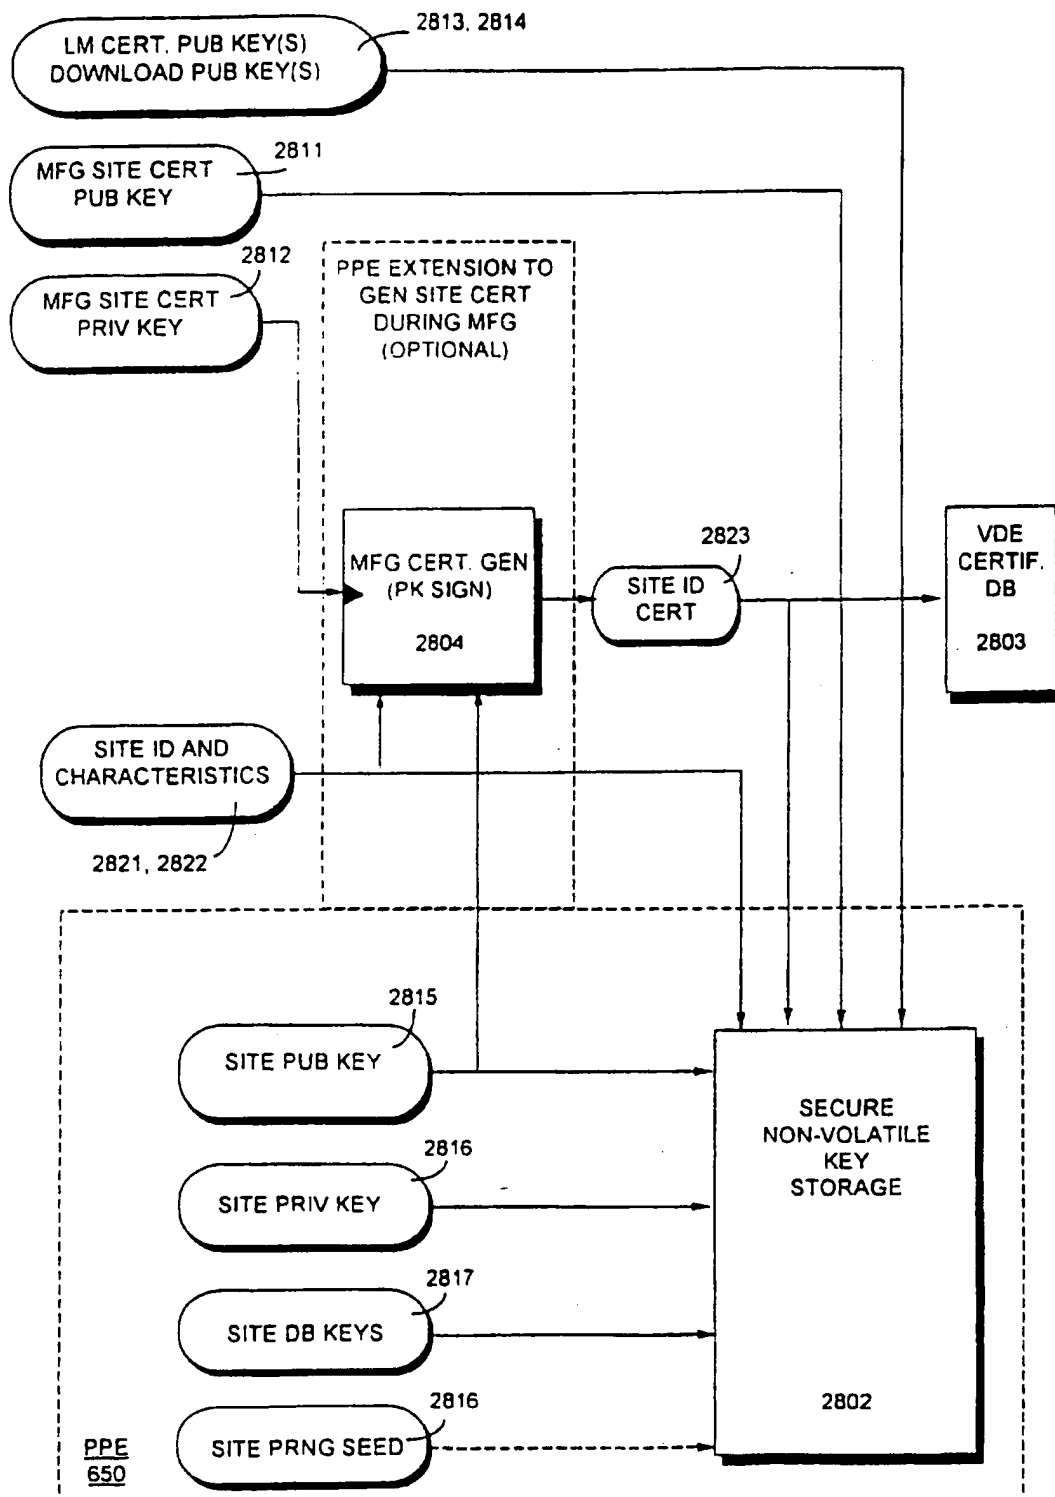 2813, 2814
LM CERT. PUB KEY(S)
DOWNLOAD PUB KEY(S)
2811
MFG SITE CERT
PUB KEY
2812
MFG SITE CERT
PRIV KEY
PPE EXTENSION TO
GEN SITE CERT
DURING MFG
(OPTIONAL)
MFG CERT. GEN
(PK SIGN)
2804
2823
SITE ID
CERT
VDE
CERTIF.
DB
2803
SITE ID AND
CHARACTERISTICS
2821, 2822
2815
SITE PUB KEY
2816
SITE PRIV KEY
2817
SITE DB KEYS
2816
SITE PRNG SEED
SECURE
NON-VOLATILE
KEY
STORAGE
2802
PPE
650